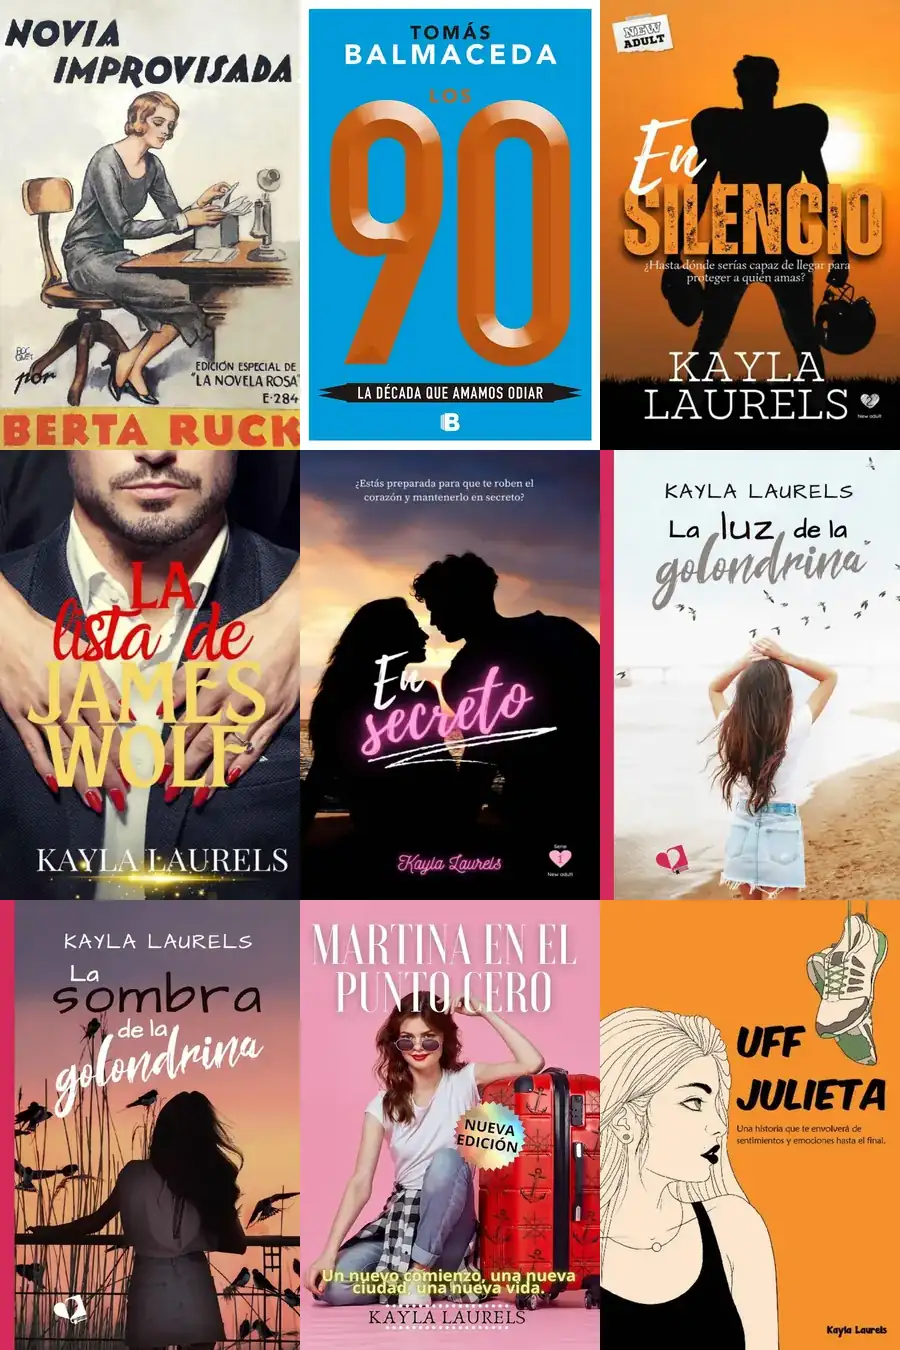 NOVIA
IMPROVISADA
por
EDICIÓN ESPECIAL DE
"LA NOVELA ROSA"
E-284
BERTA RUCK
TOMÁS
BALMACEDA
LOS
90
LA DÉCADA QUE AMAMOS ODIAR
B
NEW
ADULT
En
SILENCIO
¿Hasta dónde serías capaz de llegar para
proteger a quién amas?
KAYLA
LAURELS
2
New adult
LA
lista de
JAMES
WOLF
KAYLA LAURELS
¿Estás preparada para que te roben el
corazón y mantenerlo en secreto?
En
secreto
Kayla Laurels
Serie
1
New adult
KAYLA LAURELS
La luz de la
golondrina
KAYLA LAURELS
La
sombra
de la
golondrina
MARTINA EN EL
PUNTO CERO
NUEVA
EDICIÓN
Un nuevo comienzo, una nueva
ciudad, una nueva vida.
KAYLA LAURELS
UFF
JULIETA
Una historia que te envolverá de
sentimientos y emociones hasta el final.
Kayla Laurels